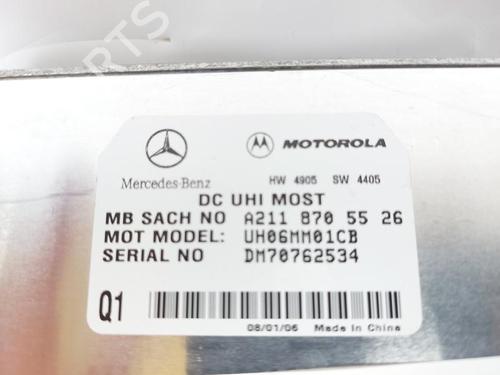 B-PARTS
MOTOROLA
Mercedes-Benz
HW 4905 SW 4405
DC UHI MOST
MB SACH NO A211 870 55 26
MOT MODEL: UH06MM01CB
SERIAL NO DM70762534
Q1
08/01/06 Made In China